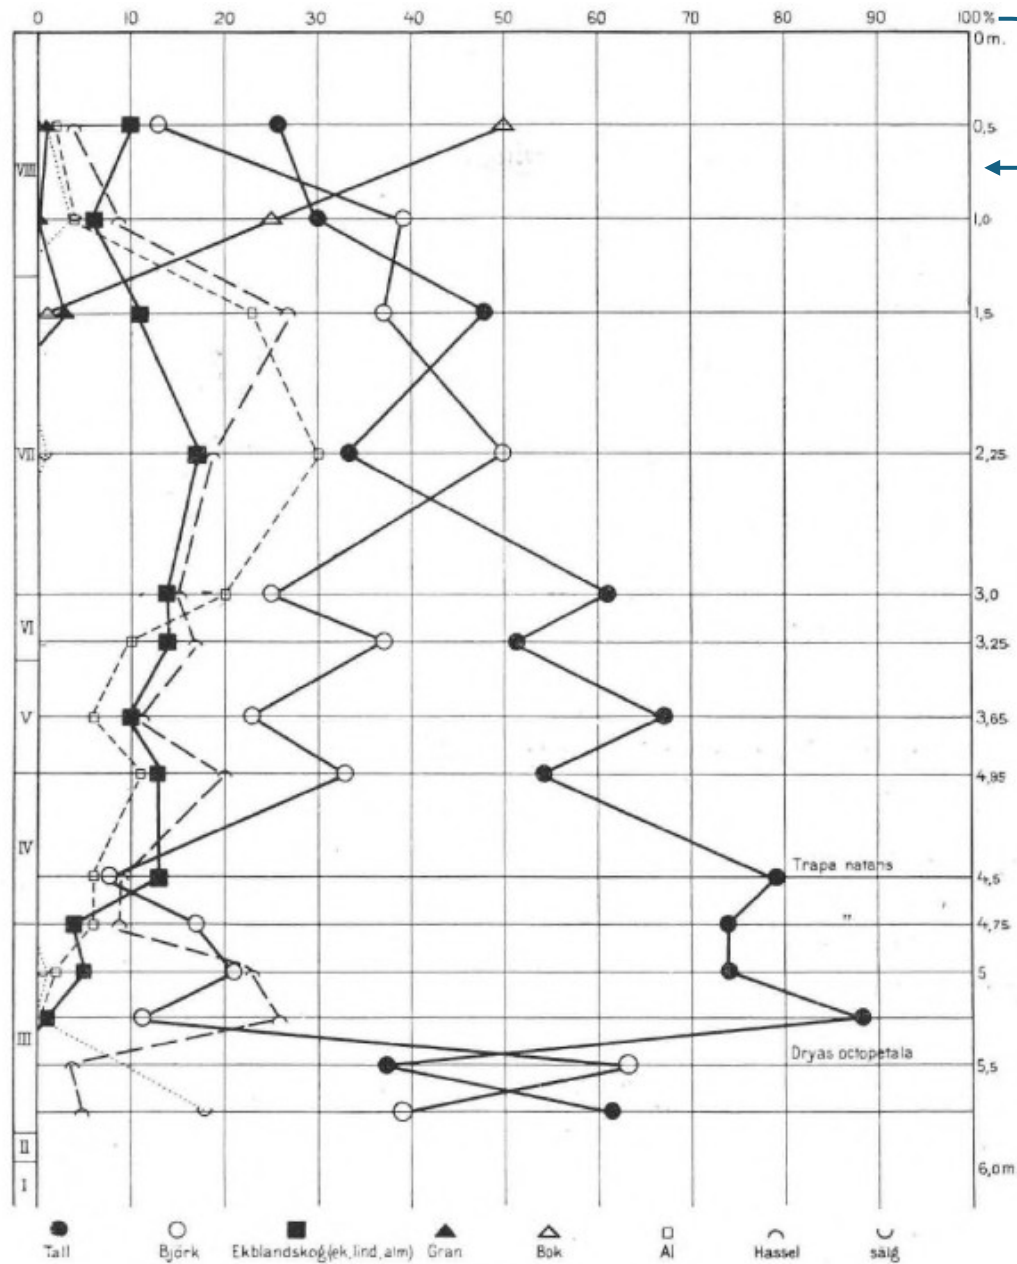 0 10 20 30 40 50 60 70 80 90 100%
0 m.
0,5
VIII
1,0
1,5
VII
2,25
3,0
VI
3,25
V
3,65
4,95
IV
Trapa natans
4,5
"
4,75
5
III
Dryas octopetala
5,5
II
I
6,0 m
Tall Björk Ekblandskog (ek, lind, alm) Gran Bok Al Hassel sälg